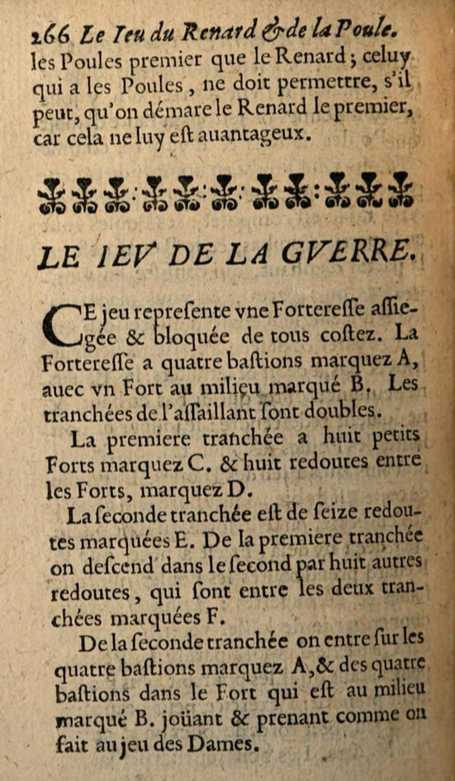 266 Le Ieu du Renard & de la Poule.
les Poules premier que le Renard ; celuy
qui a les Poules, ne doit permettre, s'il
peut, qu'on démare le Renard le premier,
car cela ne luy eſt auantageux.
LE IEV DE LA GVERRE.
CE jeu repreſente vne Fortereſſe aſſie-
gée & bloquée de tous coſtez. La
Fortereſſe a quatre baſtions marquez A,
auec vn Fort au milieu marqué B. Les
tranchées de l'aſſaillant ſont doubles.
La premiere tranchée a huit petits
Forts marquez C. & huit redoutes entre
les Forts, marquez D.
La ſeconde tranchée eſt de ſeize redou-
tes marquées E. De la premiere tranchée
on deſcend dans le ſecond par huit autres
redoutes, qui ſont entre les deux tran-
chées marquées F.
De la ſeconde tranchée on entre ſur les
quatre baſtions marquez A, & des quatre
baſtions dans le Fort qui eſt au milieu
marqué B. joüant & prenant comme on
fait au jeu des Dames.